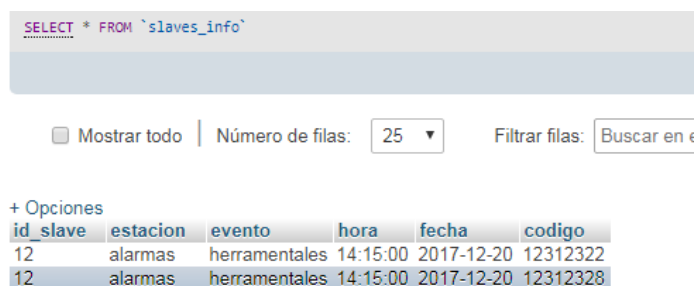 SELECT * FROM `slaves_info`
Mostrar todo | Número de filas: 25 Filtrar filas: Buscar en e
+ Opciones
id_slave estacion evento hora fecha codigo
12 alarmas herramentales 14:15:00 2017-12-20 12312322
12 alarmas herramentales 14:15:00 2017-12-20 12312328